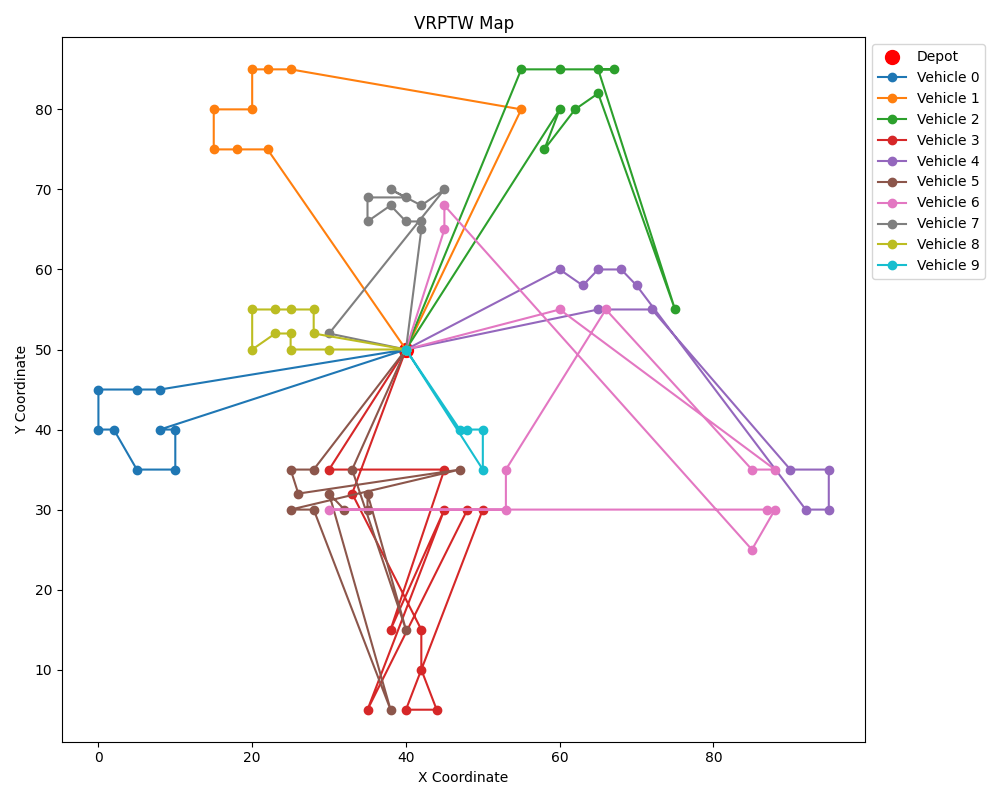 VRPTW Map
Depot
Vehicle 0
Vehicle 1
Vehicle 2
Vehicle 3
Vehicle 4
Vehicle 5
Vehicle 6
Vehicle 7
Vehicle 8
Vehicle 9
Y Coordinate
80
70
60
50
40
30
20
10
0 20 40 60 80
X Coordinate